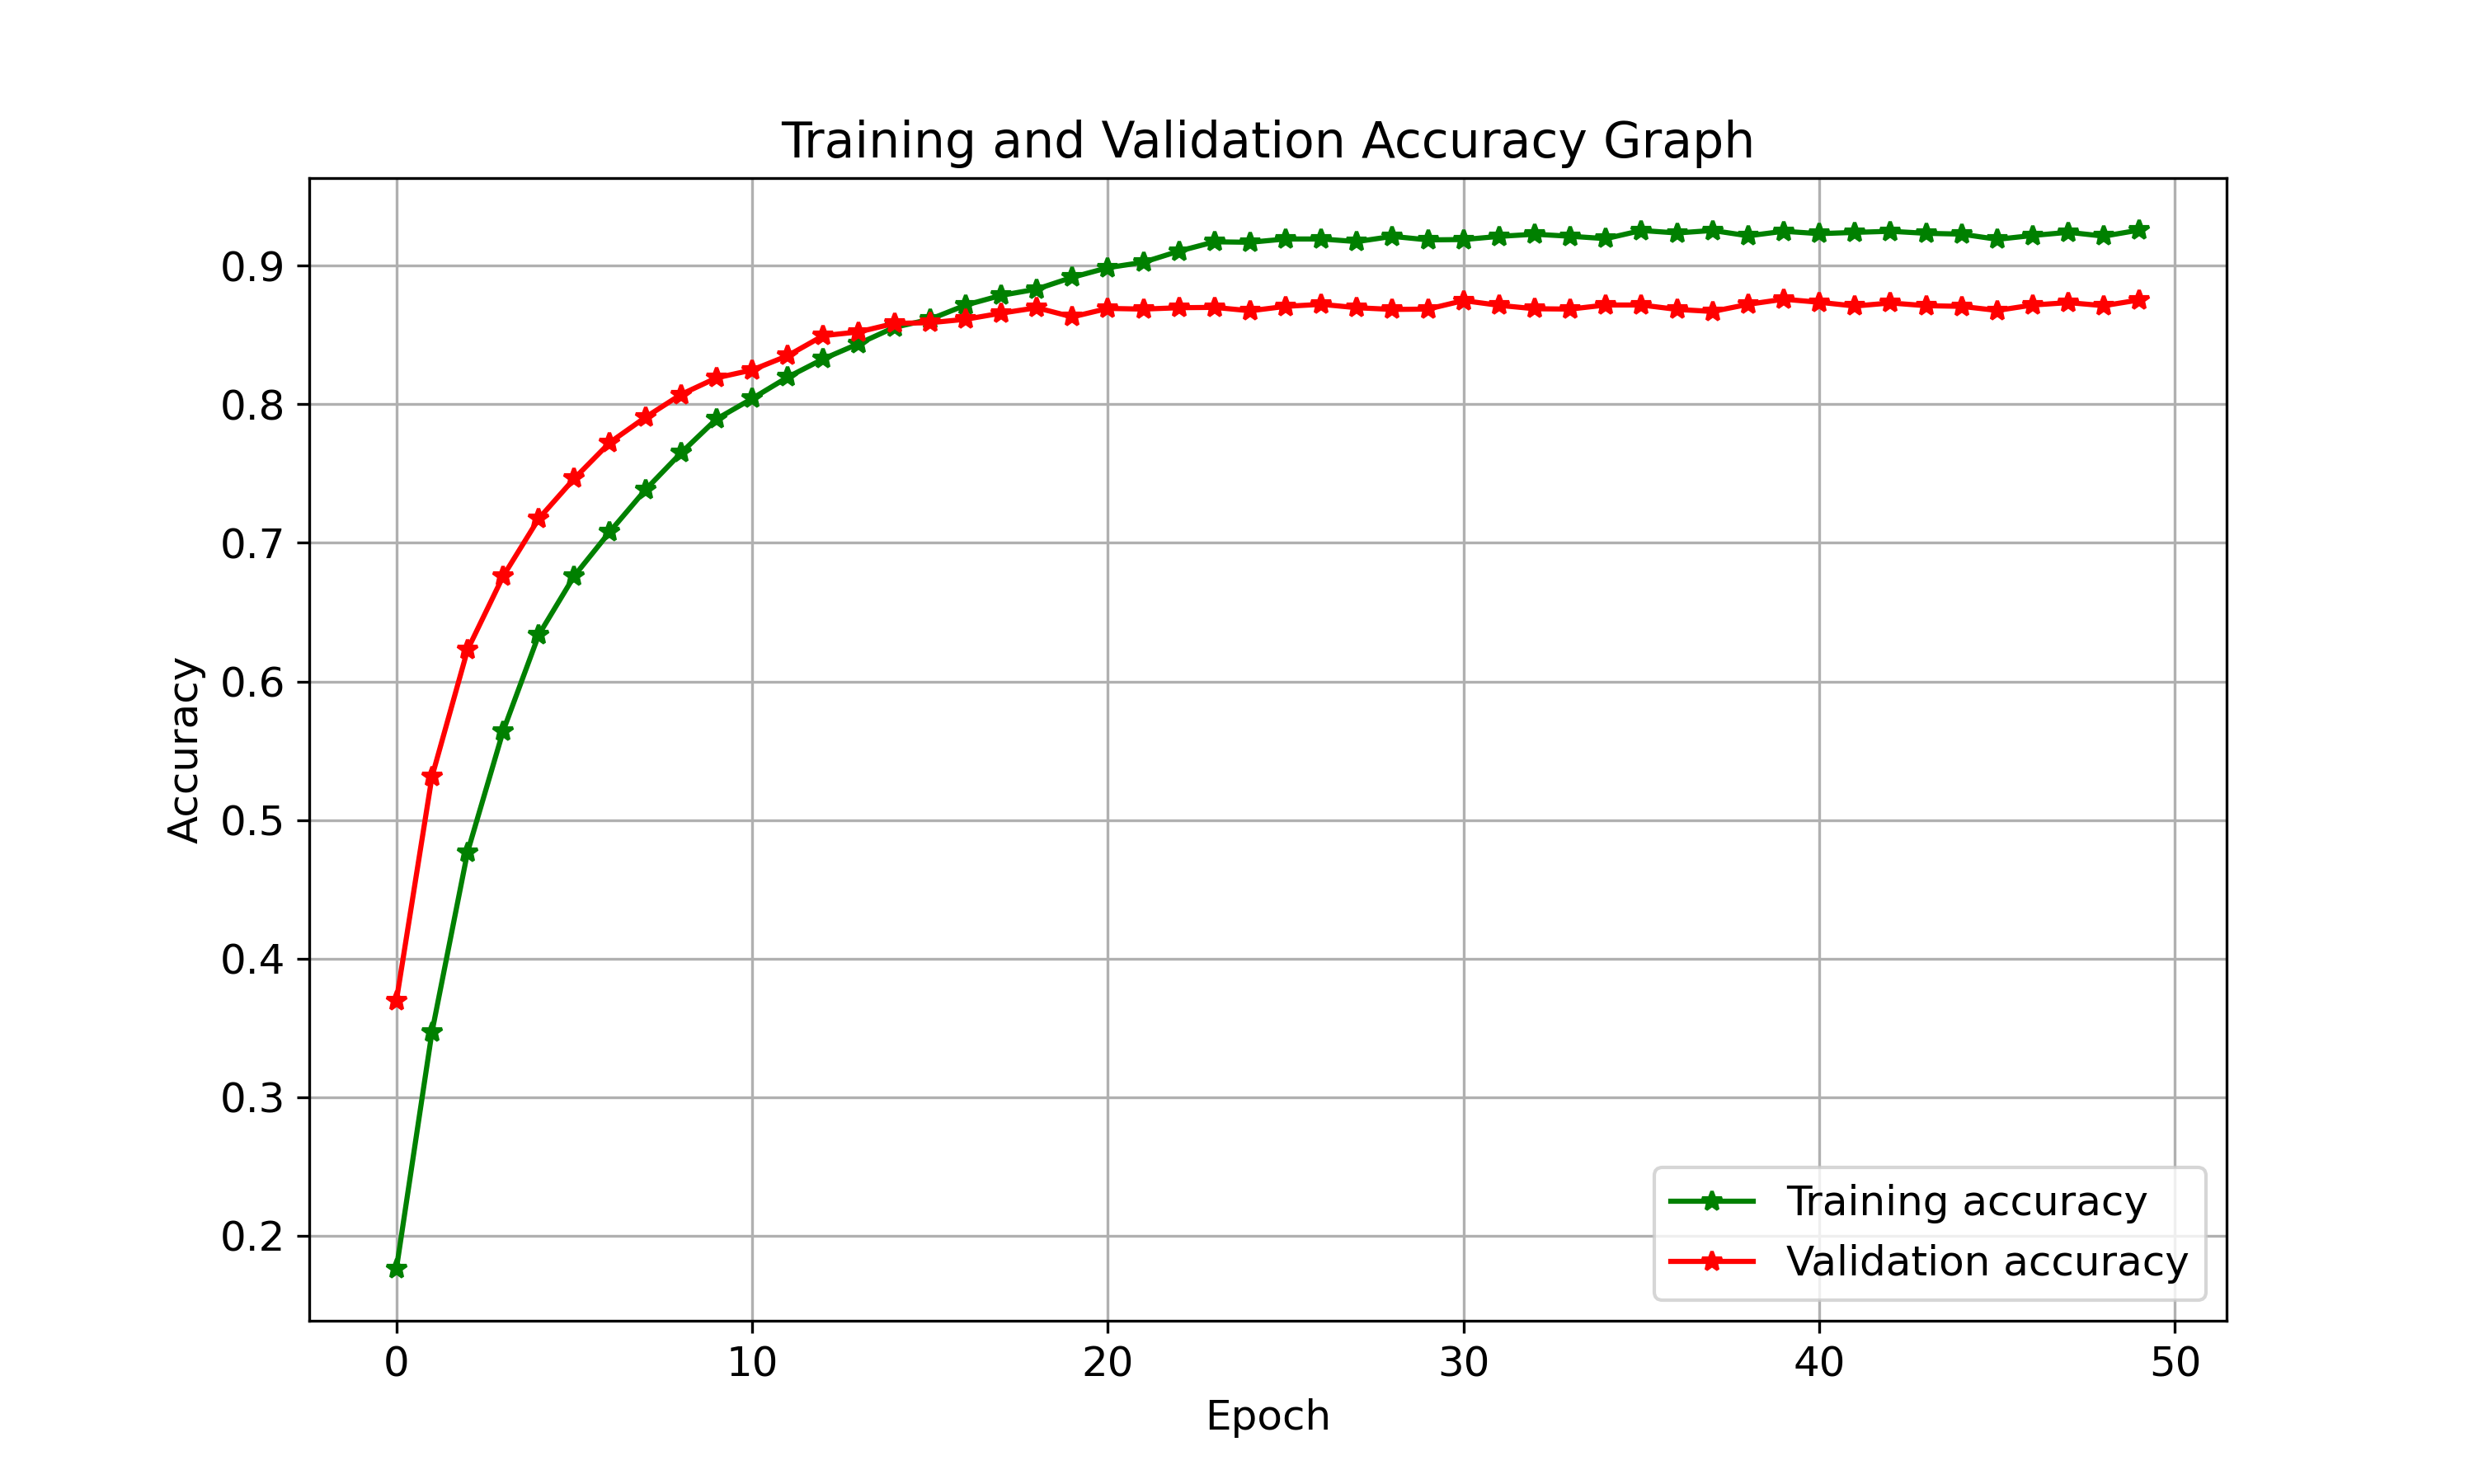 Training and Validation Accuracy Graph
Accuracy
0.9
0.8
0.7
0.6
0.5
0.4
0.3
0.2
Training accuracy
Validation accuracy
0 10 20 30 40 50
Epoch